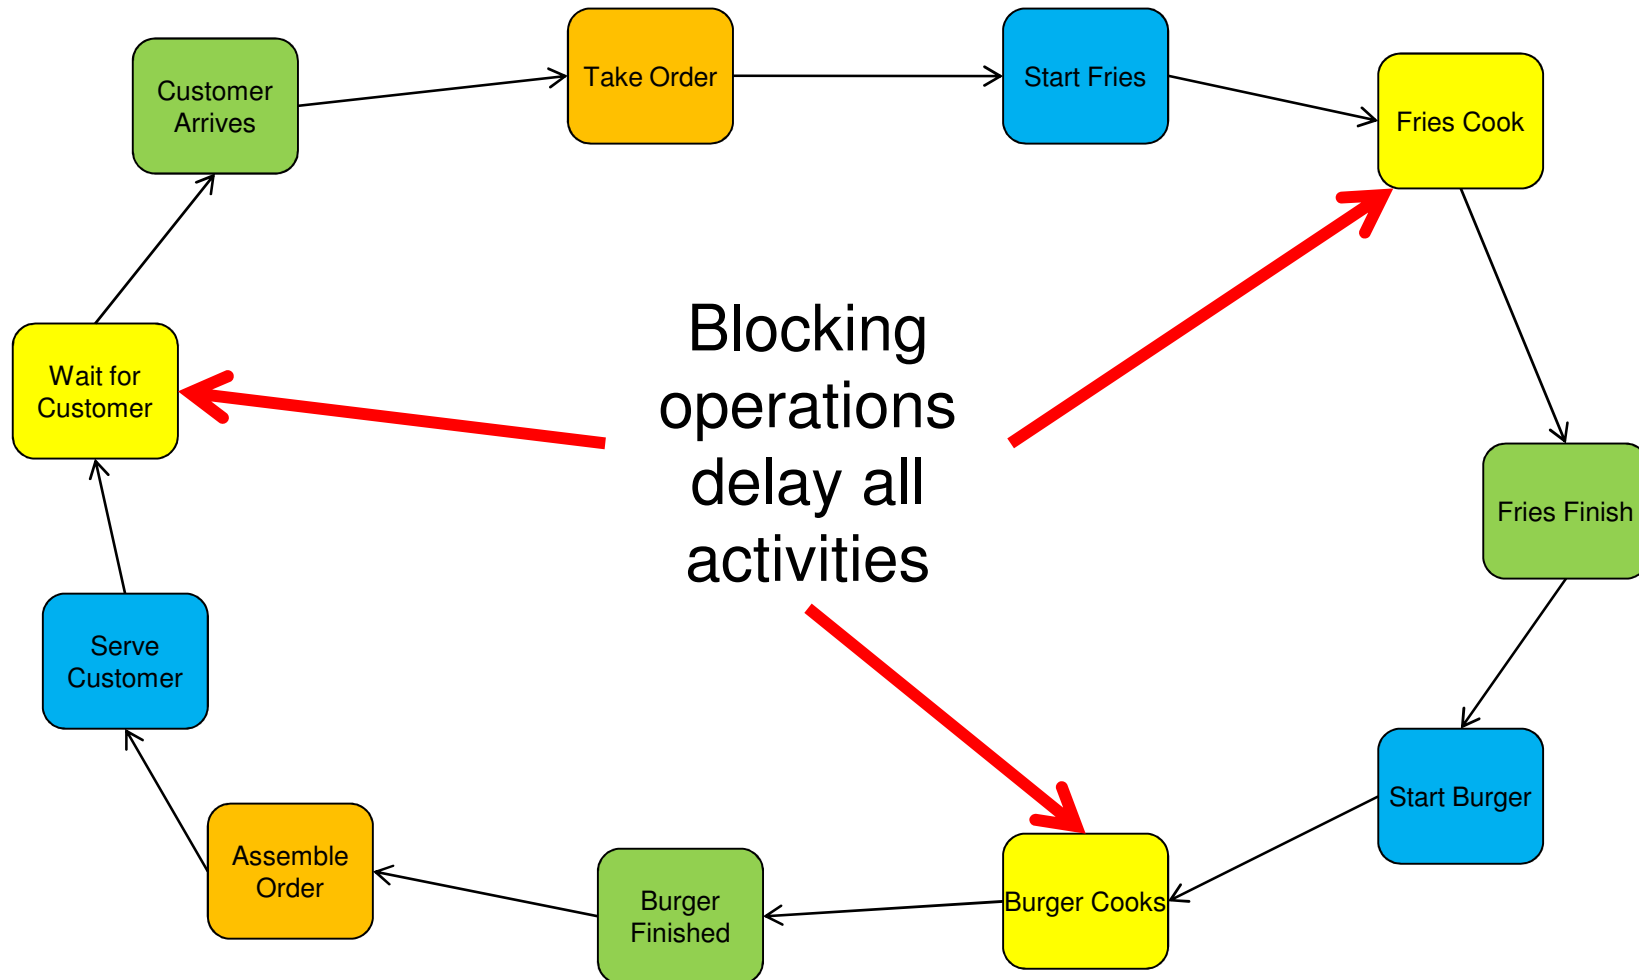 Customer
Arrives
Take Order
Start Fries
Fries Cook
Fries Finish
Start Burger
Burger Cooks
Burger
Finished
Assemble
Order
Serve
Customer
Wait for
Customer
Blocking
operations
delay all
activities